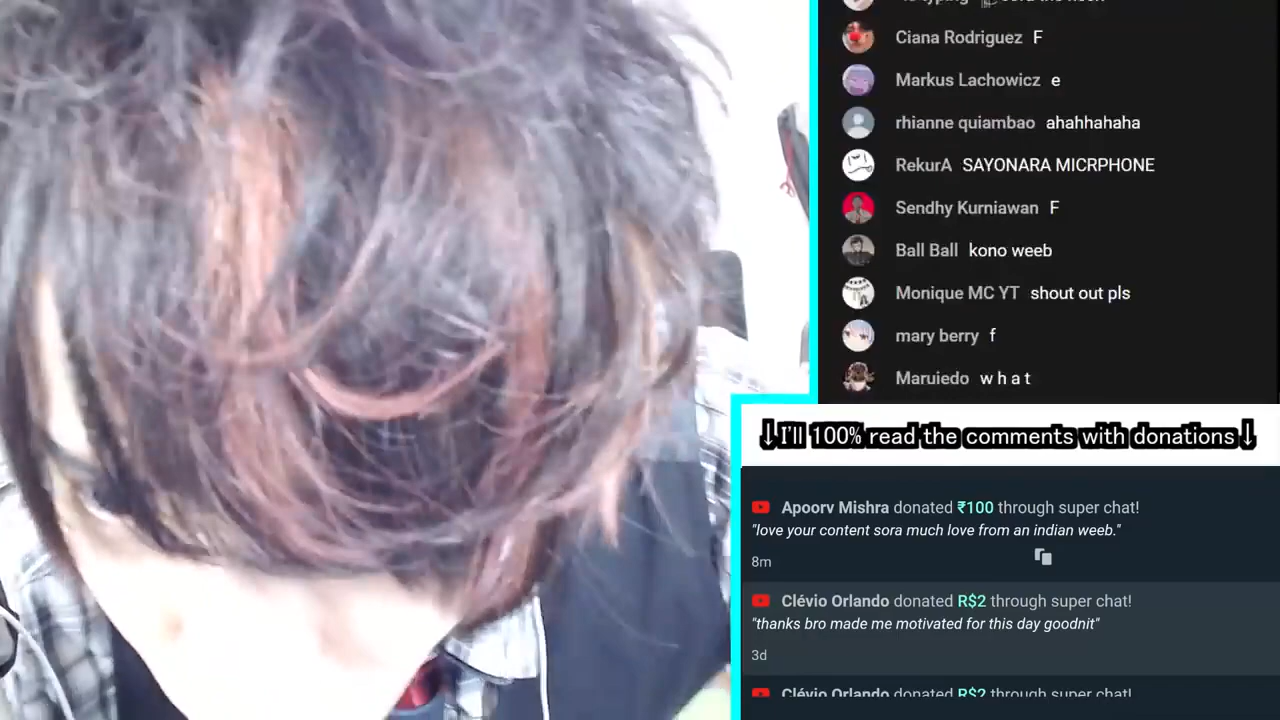 Ciana Rodriguez F
Markus Lachowicz e
rhianne quiambao ahahhahaha
RekurA SAYONARA MICRPHONE
Sendhy Kurniawan F
Ball Ball kono weeb
Monique MC YT shout out pls
mary berry f
Maruiedo w h a t
↓I'll 100% read the comments with donations↓
Apoorv Mishra donated ₹100 through super chat!
"love your content sora much love from an indian weeb."
8m
Clévio Orlando donated R$2 through super chat!
"thanks bro made me motivated for this day goodnit"
3d
Clévio Orlando donated R$2 through super chat!